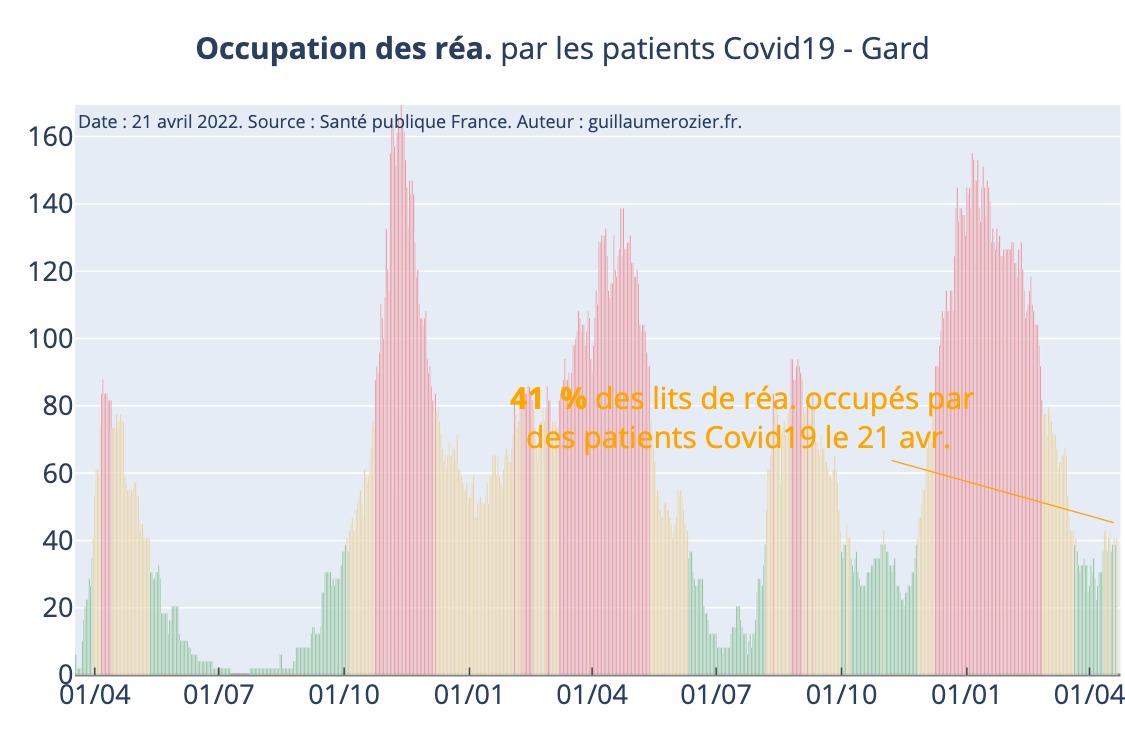 Occupation des réa. par les patients Covid19 - Gard
Date : 21 avril 2022. Source : Santé publique France. Auteur : guillaumerozier.fr.
160
140
120
100
80
60
40
20
0
41 % des lits de réa. occupés par
des patients Covid19 le 21 avr.
01/04 01/07 01/10 01/01 01/04 01/07 01/10 01/01 01/04